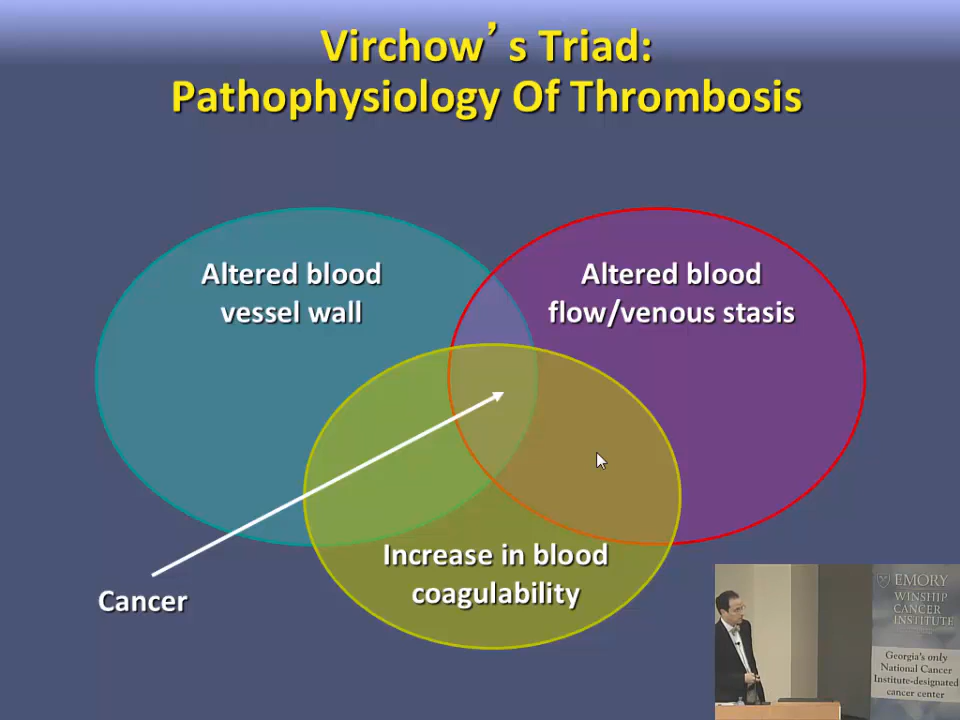 Virchow’s Triad:
Pathophysiology Of Thrombosis
Altered blood
vessel wall
Altered blood
flow/venous stasis
Increase in blood
coagulability
Cancer
EMORY
WINSHIP
CANCER
INSTITUTE
Georgia's only
National Cancer
Institute-designated
cancer center